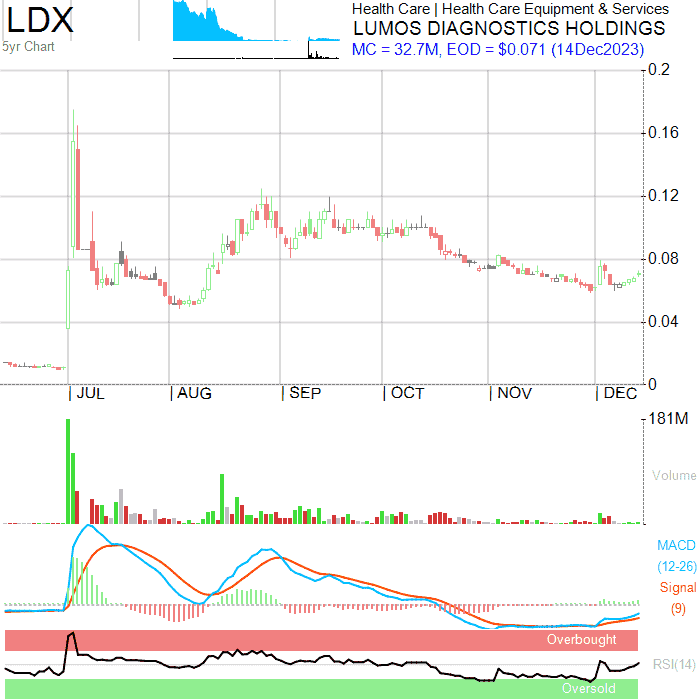 LDX
5yr Chart
Health Care | Health Care Equipment & Services
LUMOS DIAGNOSTICS HOLDINGS
MC = 32.7M, EOD = $0.071 (14Dec2023)
0.2
0.16
0.12
0.08
0.04
0
JUL AUG SEP OCT NOV DEC
181M
Volume
MACD
(12-26)
Signal
(9)
Overbought
RSI(14)
Oversold